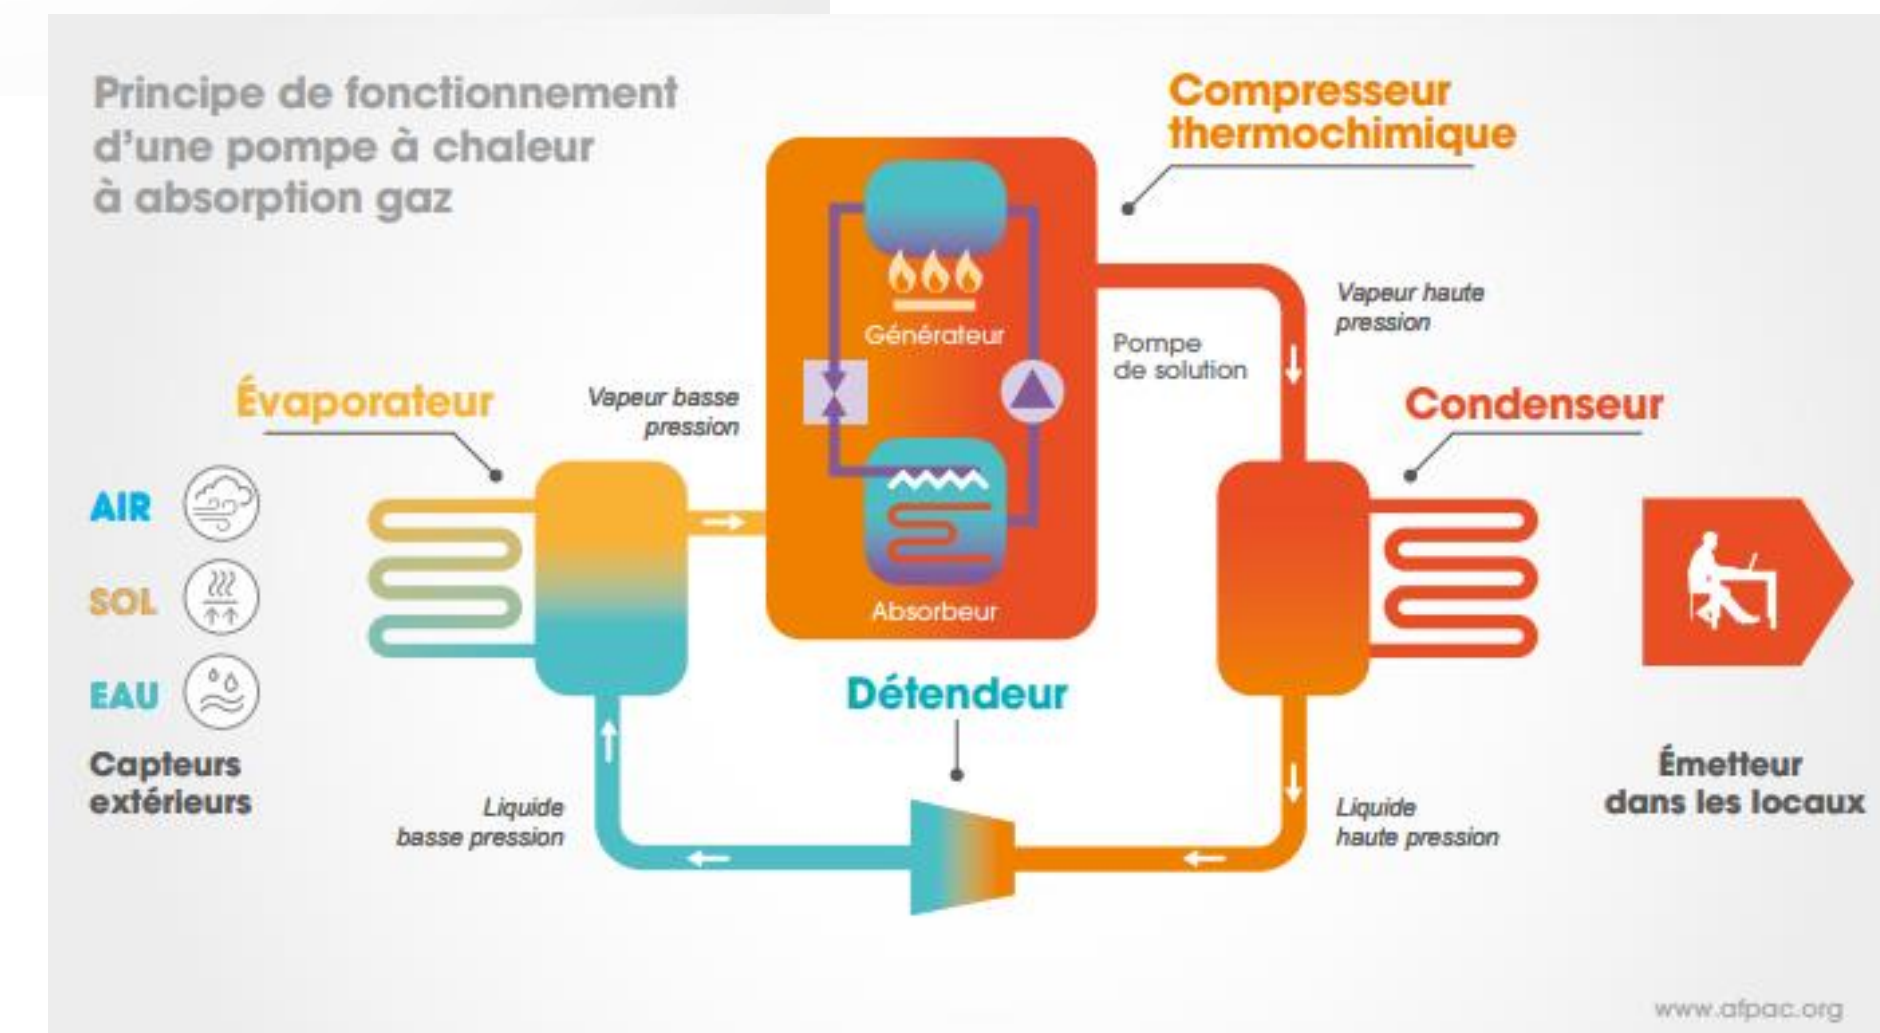 Principe de fonctionnement
d'une pompe à chaleur
à absorption gaz
Compresseur
thermochimique
Générateur
Vapeur haute
pression
Pompe
de solution
Évaporateur
Vapeur basse
pression
Condenseur
AIR
SOL
EAU
Absorbeur
Détendeur
Capteurs
extérieurs
Émetteur
dans les locaux
Liquide
basse pression
Liquide
haute pression
www.afpac.org